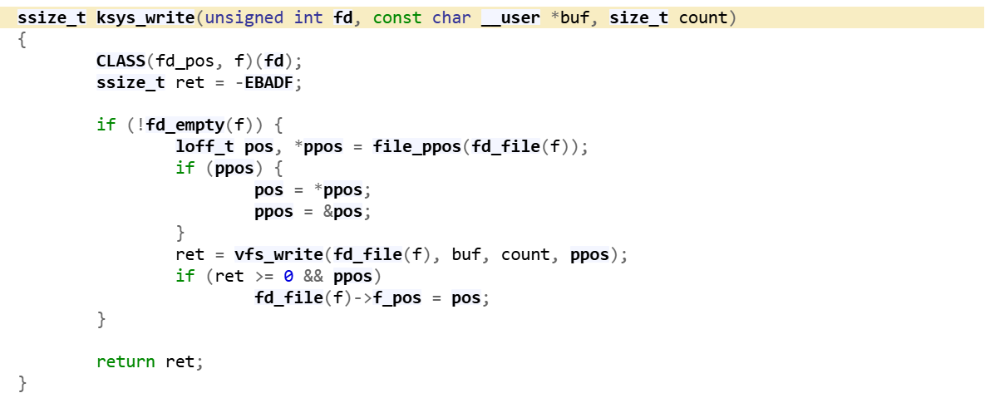 ssize_t ksys_write(unsigned int fd, const char __user *buf, size_t count)
{
        CLASS(fd_pos, f)(fd);
        ssize_t ret = -EBADF;

        if (!fd_empty(f)) {
                loff_t pos, *ppos = file_ppos(fd_file(f));
                if (ppos) {
                        pos = *ppos;
                        ppos = &pos;
                }
                ret = vfs_write(fd_file(f), buf, count, ppos);
                if (ret >= 0 && ppos)
                        fd_file(f)->f_pos = pos;
        }

        return ret;
}